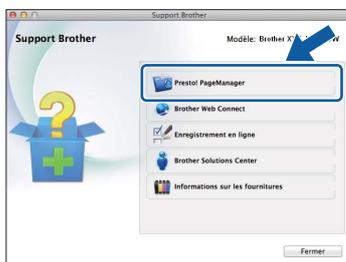 Support Brother
Support Brother
Modèle: Brother
Presto! PageManager
Brother Web Connect
Enregistrement en ligne
Brother Solutions Center
Informations sur les fournitures
Fermer